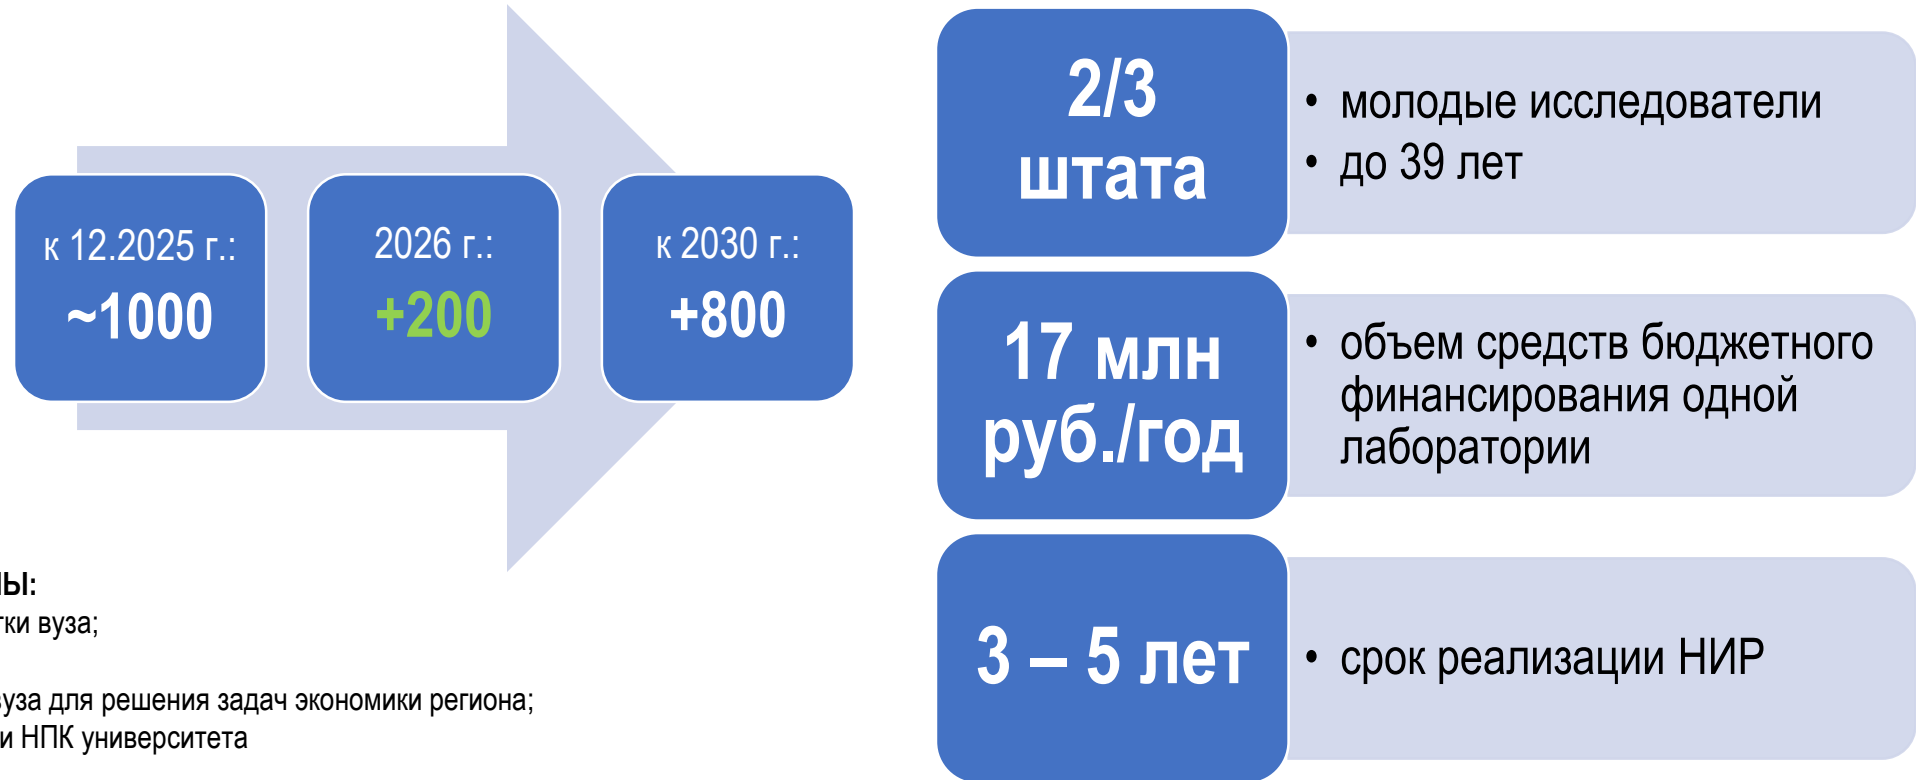 к 12.2025 г.:
~1000
2026 г.:
+200
к 2030 г.:
+800
2/3
штата
• молодые исследователи
• до 39 лет
17 млн
руб./год
• объем средств бюджетного
финансирования одной
лаборатории
3 – 5 лет
• срок реализации НИР
вуза;
для решения задач экономики региона;
и НПК университета